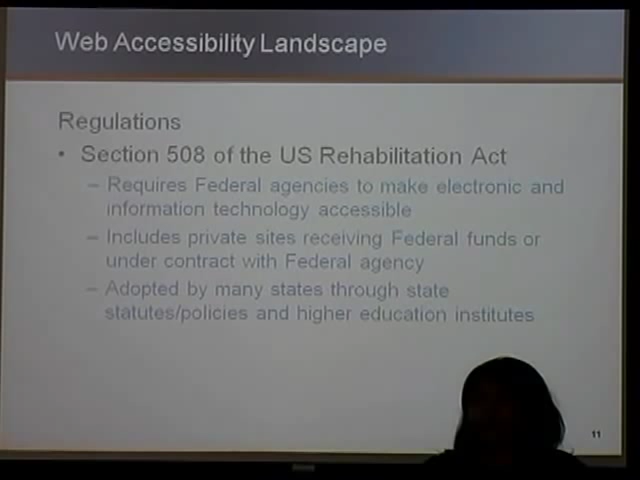 Web Accessibility Landscape
Regulations
• Section 508 of the US Rehabilitation Act
– Requires Federal agencies to make electronic and
information technology accessible
– Includes private sites receiving Federal funds or
under contract with Federal agency
– Adopted by many states through state
statutes/policies and higher education institutes
11